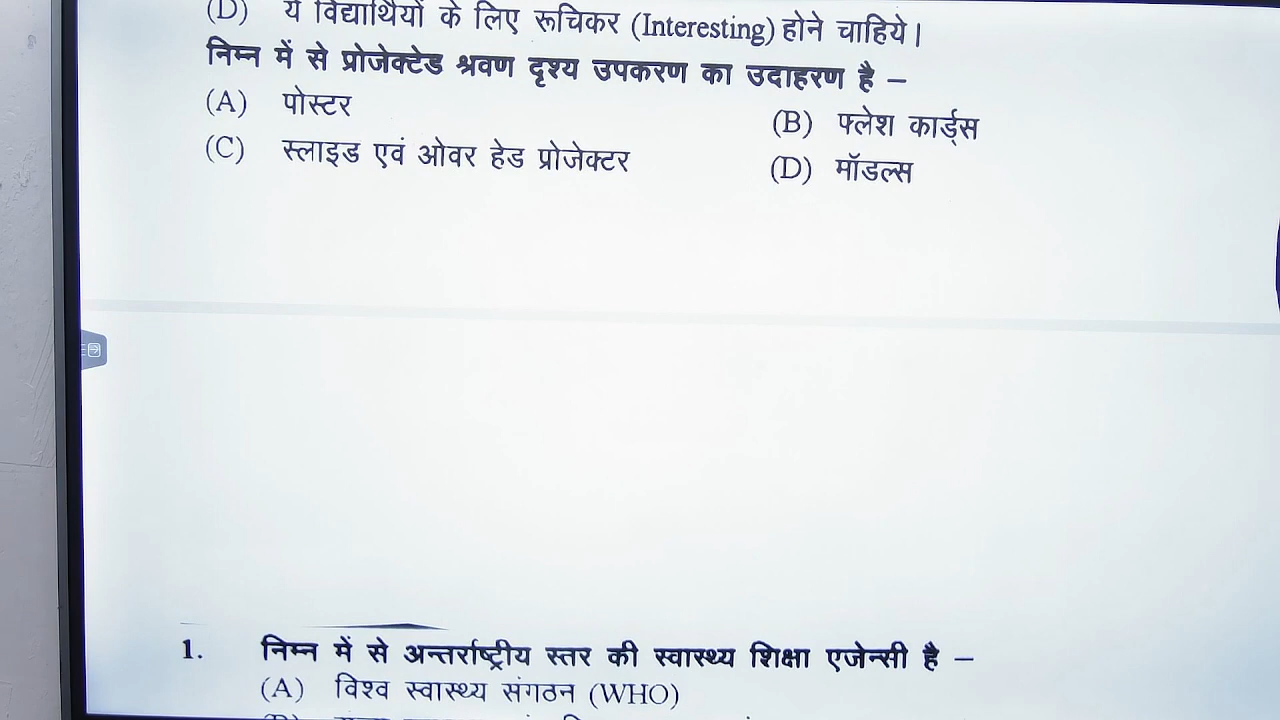 (D) ये विद्यार्थियों के लिए रूचिकर (Interesting) होने चाहिये।
निम्न में से प्रोजेक्टेड श्रवण दृश्य उपकरण का उदाहरण है –
(A) पोस्टर
(B) फ्लेश कार्ड्स
(C) स्लाइड एवं ओवर हेड प्रोजेक्टर
(D) मॉडल्स
1. निम्न में से अन्तर्राष्ट्रीय स्तर की स्वास्थ्य शिक्षा एजेन्सी है –
(A) विश्व स्वास्थ्य संगठन (WHO)